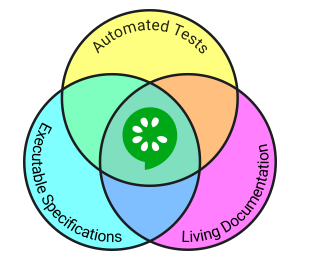 Automated Tests
Executable Specifications
Living Documentation